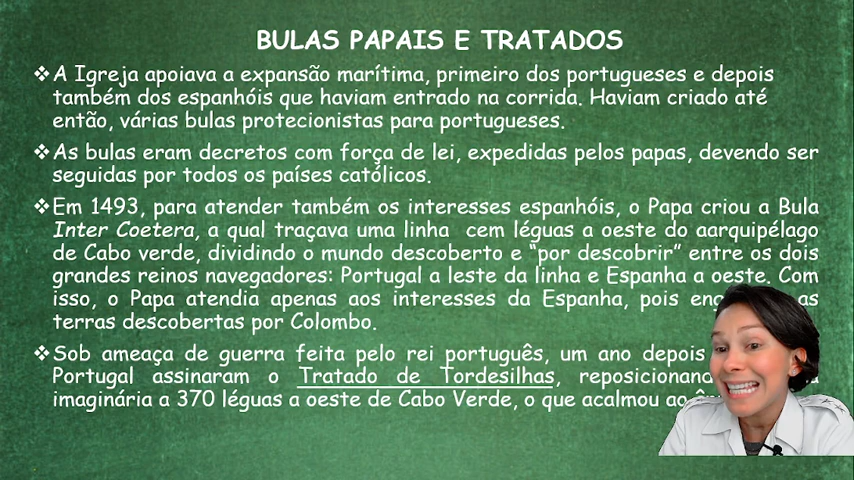 BULAS PAPAIS E TRATADOS
❖A Igreja apoiava a expansão marítima, primeiro dos portugueses e depois
também dos espanhóis que haviam entrado na corrida. Haviam criado até
então, várias bulas protecionistas para portugueses.
❖As bulas eram decretos com força de lei, expedidas pelos papas, devendo ser
seguidas por todos os países católicos.
❖Em 1493, para atender também os interesses espanhóis, o Papa criou a Bula
Inter Coetera, a qual traçava uma linha cem léguas a oeste do aarquipélago
de Cabo verde, dividindo o mundo descoberto e “por descobrir” entre os dois
grandes reinos navegadores: Portugal a leste da linha e Espanha a oeste. Com
isso, o Papa atendia apenas aos interesses da Espanha, pois as
terras descobertas por Colombo.
❖Sob ameaça de guerra feita pelo rei português, um ano depois
Portugal assinaram o Tratado de Tordesilhas,
imaginária a 370 léguas a oeste de Cabo Verde, o que acalmou